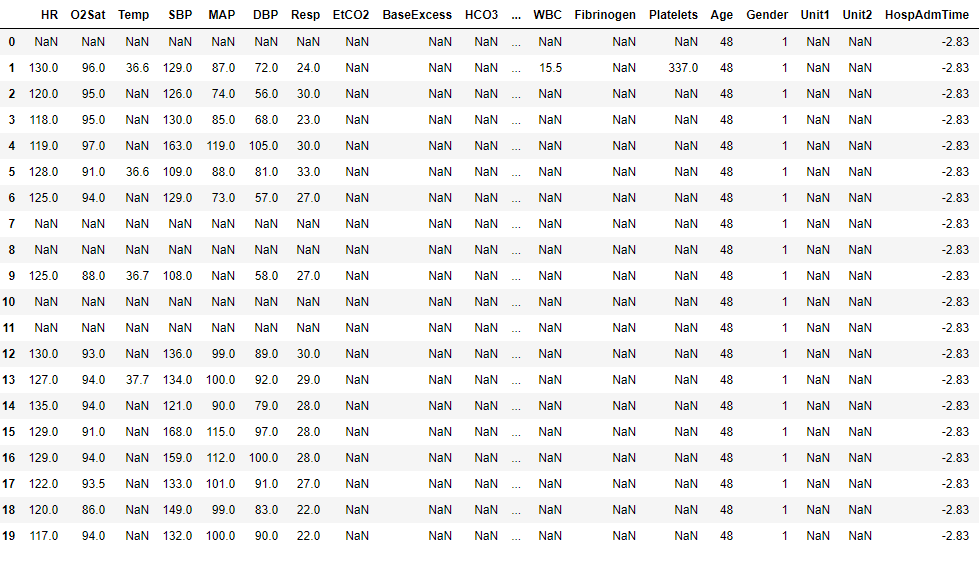 HR O2Sat Temp SBP MAP DBP Resp EtCO2 BaseExcess HCO3 ... WBC Fibrinogen Platelets Age Gender Unit1 Unit2 HospAdmTime
0 NaN NaN NaN NaN NaN NaN NaN NaN NaN NaN ... NaN NaN NaN 48 1 NaN NaN -2.83
1 130.0 96.0 36.6 129.0 87.0 72.0 24.0 NaN NaN NaN ... 15.5 NaN 337.0 48 1 NaN NaN -2.83
2 120.0 95.0 NaN 126.0 74.0 56.0 30.0 NaN NaN NaN ... NaN NaN NaN 48 1 NaN NaN -2.83
3 118.0 95.0 NaN 130.0 85.0 68.0 23.0 NaN NaN NaN ... NaN NaN NaN 48 1 NaN NaN -2.83
4 119.0 97.0 NaN 163.0 119.0 105.0 30.0 NaN NaN NaN ... NaN NaN NaN 48 1 NaN NaN -2.83
5 128.0 91.0 36.6 109.0 88.0 81.0 33.0 NaN NaN NaN ... NaN NaN NaN 48 1 NaN NaN -2.83
6 125.0 94.0 NaN 129.0 73.0 57.0 27.0 NaN NaN NaN ... NaN NaN NaN 48 1 NaN NaN -2.83
7 NaN NaN NaN NaN NaN NaN NaN NaN NaN NaN ... NaN NaN NaN 48 1 NaN NaN -2.83
8 NaN NaN NaN NaN NaN NaN NaN NaN NaN NaN ... NaN NaN NaN 48 1 NaN NaN -2.83
9 125.0 88.0 36.7 108.0 NaN 58.0 27.0 NaN NaN NaN ... NaN NaN NaN 48 1 NaN NaN -2.83
10 NaN NaN NaN NaN NaN NaN NaN NaN NaN NaN ... NaN NaN NaN 48 1 NaN NaN -2.83
11 NaN NaN NaN NaN NaN NaN NaN NaN NaN NaN ... NaN NaN NaN 48 1 NaN NaN -2.83
12 130.0 93.0 NaN 136.0 99.0 89.0 30.0 NaN NaN NaN ... NaN NaN NaN 48 1 NaN NaN -2.83
13 127.0 94.0 37.7 134.0 100.0 92.0 29.0 NaN NaN NaN ... NaN NaN NaN 48 1 NaN NaN -2.83
14 135.0 94.0 NaN 121.0 90.0 79.0 28.0 NaN NaN NaN ... NaN NaN NaN 48 1 NaN NaN -2.83
15 129.0 91.0 NaN 168.0 115.0 97.0 28.0 NaN NaN NaN ... NaN NaN NaN 48 1 NaN NaN -2.83
16 129.0 94.0 NaN 159.0 112.0 100.0 28.0 NaN NaN NaN ... NaN NaN NaN 48 1 NaN NaN -2.83
17 122.0 93.5 NaN 133.0 101.0 91.0 27.0 NaN NaN NaN ... NaN NaN NaN 48 1 NaN NaN -2.83
18 120.0 86.0 NaN 149.0 99.0 83.0 22.0 NaN NaN NaN ... NaN NaN NaN 48 1 NaN NaN -2.83
19 117.0 94.0 NaN 132.0 100.0 90.0 22.0 NaN NaN NaN ... NaN NaN NaN 48 1 NaN NaN -2.83